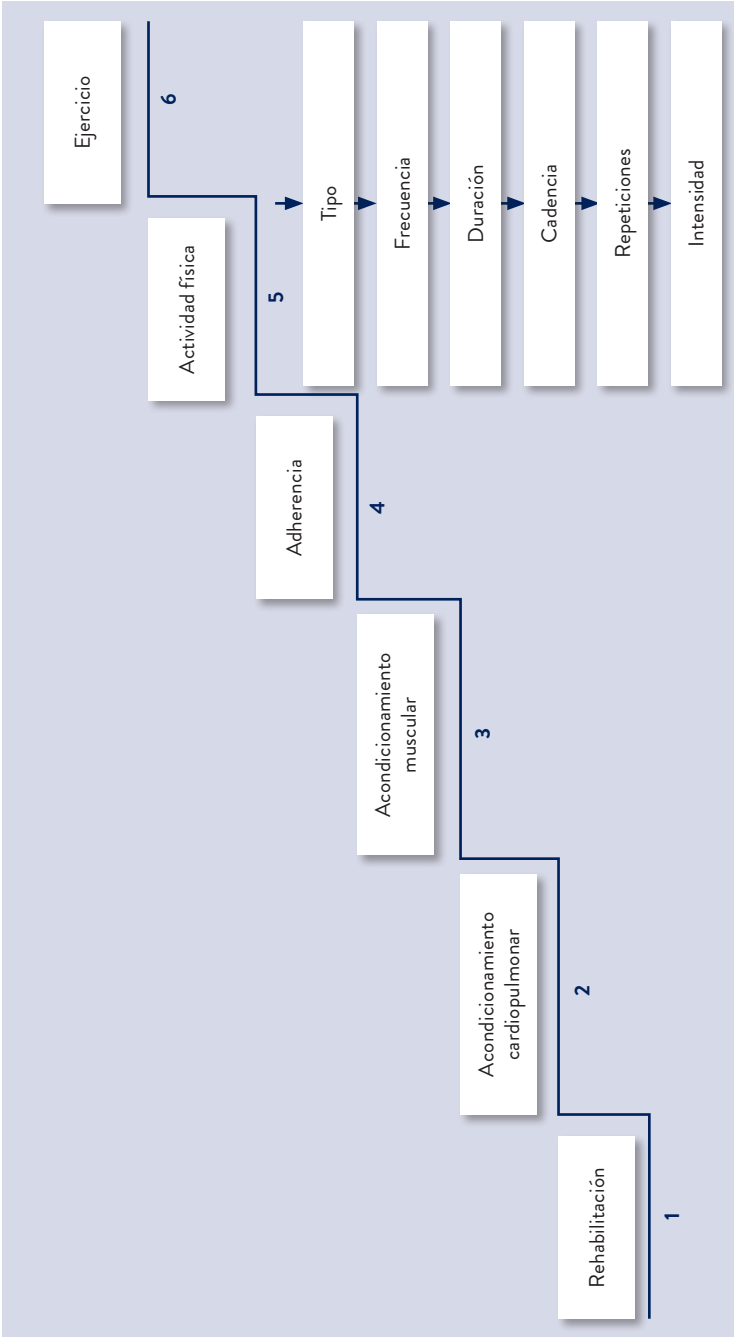 Rehabilitación
1
Acondicionamiento
cardiopulmonar
2
Acondicionamiento
muscular
3
Adherencia
4
Actividad física
5
Ejercicio
6
Tipo
Frecuencia
Duración
Cadencia
Repeticiones
Intensidad